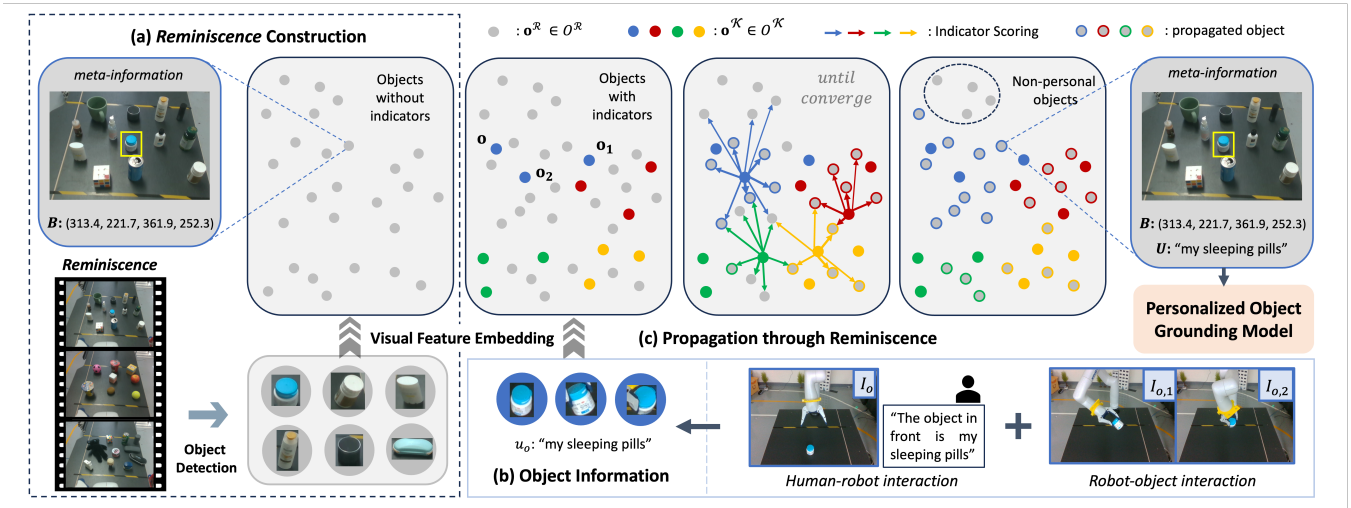 (a) Reminiscence Construction
: 𝐨^ℛ ∈ O^ℛ
: 𝐨^𝒦 ∈ O^𝒦
: Indicator Scoring
: propagated object
meta-information
B: (313.4, 221.7, 361.9, 252.3)
Objects
without
indicators
Objects
with
indicators
o
o₁
o₂
until
converge
Non-personal
objects
meta-information
B: (313.4, 221.7, 361.9, 252.3)
U: “my sleeping pills”
Personalized Object
Grounding Model
Reminiscence
Object
Detection
Visual Feature Embedding
(c) Propagation through Reminiscence
u_o: “my sleeping pills”
(b) Object Information
I_o
“The object in
front is my
sleeping pills”
Human-robot interaction
I_{o,1}
I_{o,2}
Robot-object interaction